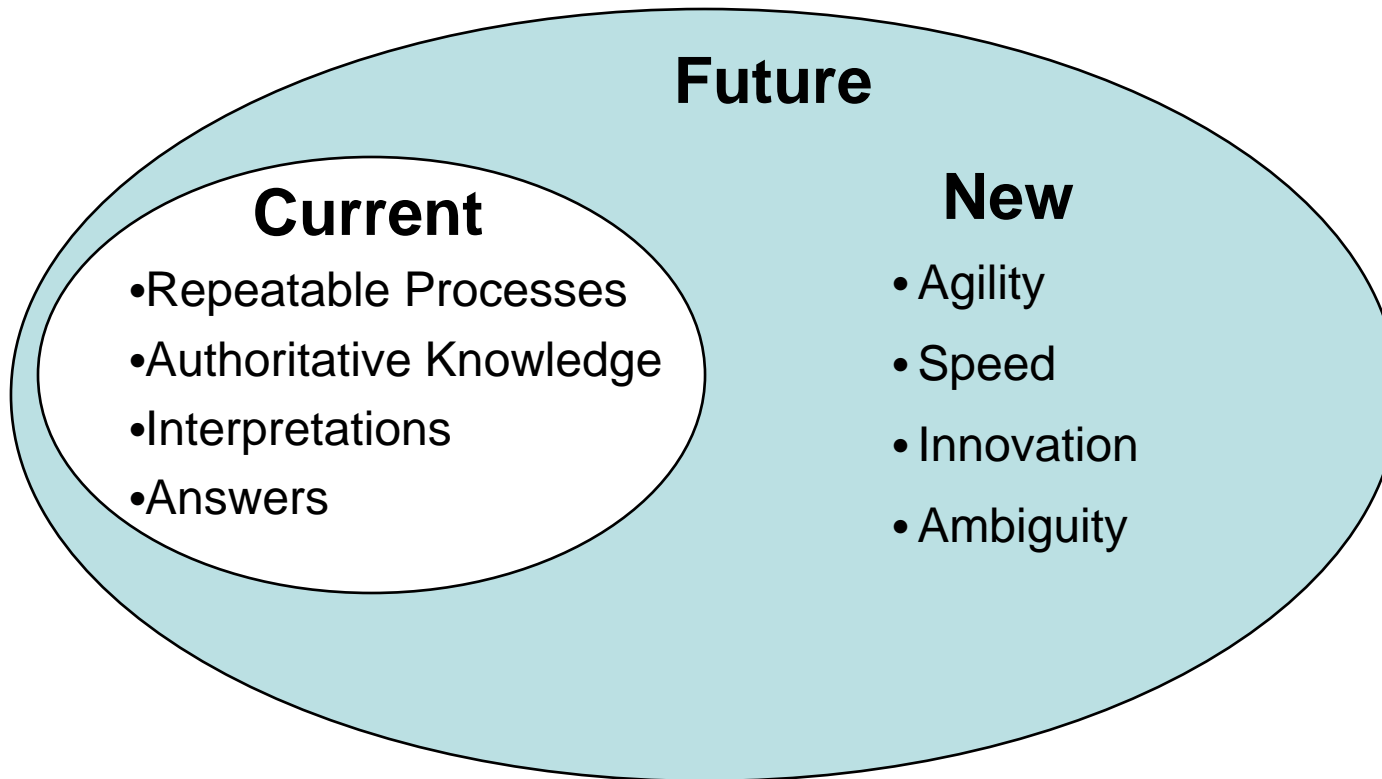 Future
Current
•Repeatable Processes
•Authoritative Knowledge
•Interpretations
•Answers
New
• Agility
• Speed
• Innovation
• Ambiguity